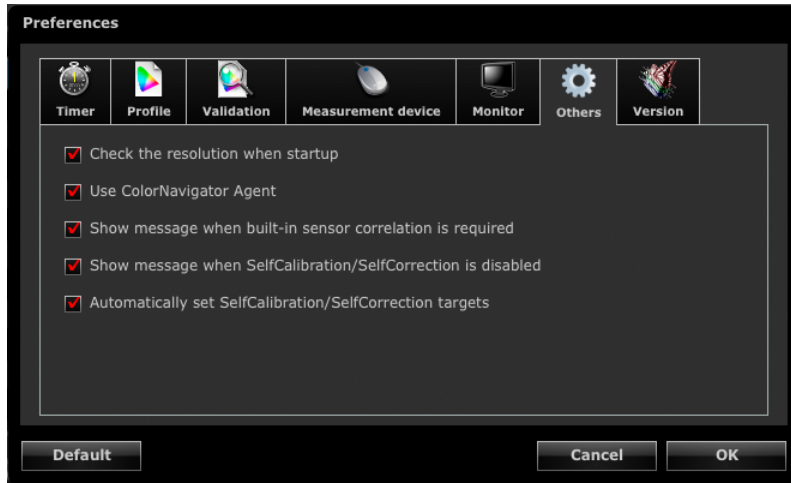 Preferences
Timer Profile Validation Measurement device Monitor Others Version
Check the resolution when startup
Use ColorNavigator Agent
Show message when built-in sensor correlation is required
Show message when SelfCalibration/SelfCorrection is disabled
Automatically set SelfCalibration/SelfCorrection targets
Default Cancel OK